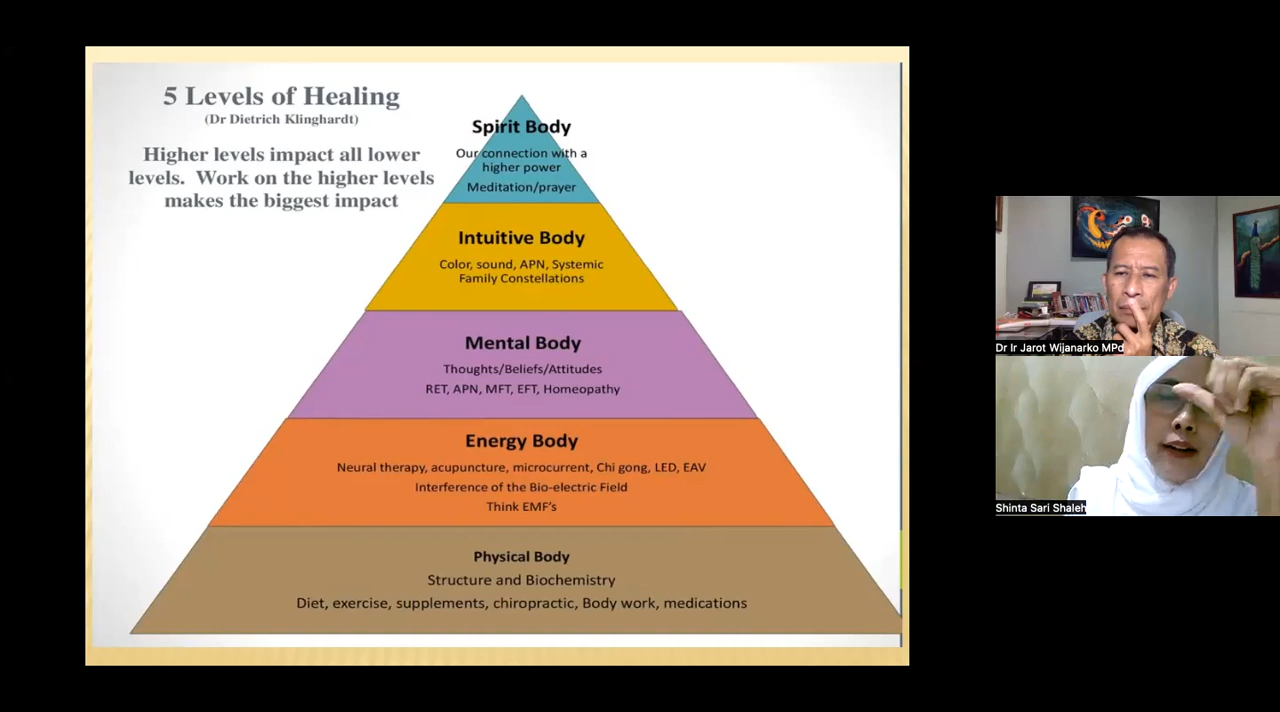 5 Levels of Healing
(Dr Dietrich Klinghardt)
Higher levels impact all lower
levels. Work on the higher levels
makes the biggest impact
Spirit Body
Our connection with a
higher power
Meditation/prayer
Intuitive Body
Color, sound, APN, Systemic
Family Constellations
Mental Body
Thoughts/Beliefs/Attitudes
RET, APN, MFT, EFT, Homeopathy
Energy Body
Neural therapy, acupuncture, microcurrent, Chi gong, LED, EAV
Interference of the Bio-electric Field
Think EMF's
Physical Body
Structure and Biochemistry
Diet, exercise, supplements, chiropractic, Body work, medications
Dr Ir Jarot Wijanarko MPd
Shinta Sari Shaleh